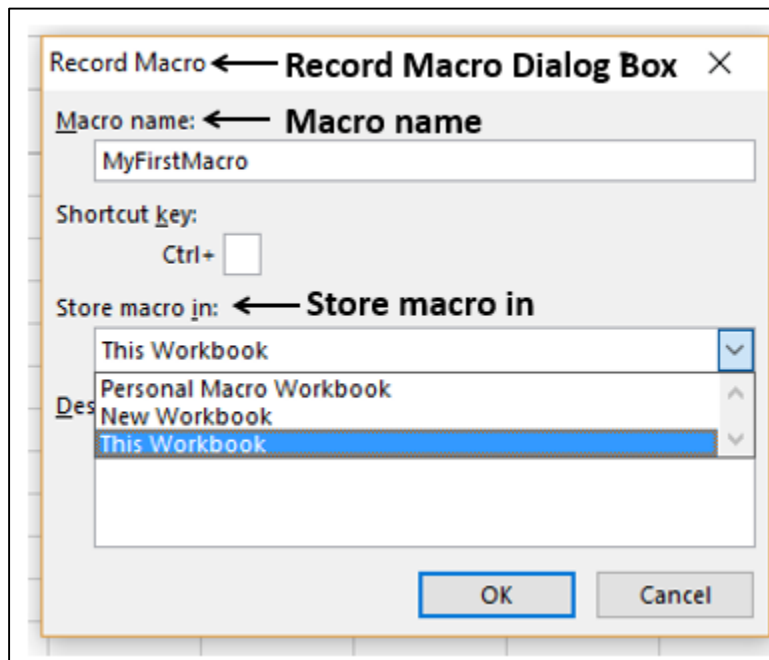 Record Macro Record Macro Dialog Box
Macro name: Macro name
MyFirstMacro
Shortcut key:
Ctrl+
Store macro in: Store macro in
This Workbook
Personal Macro Workbook
Des
New Workbook
This Workbook
OK Cancel